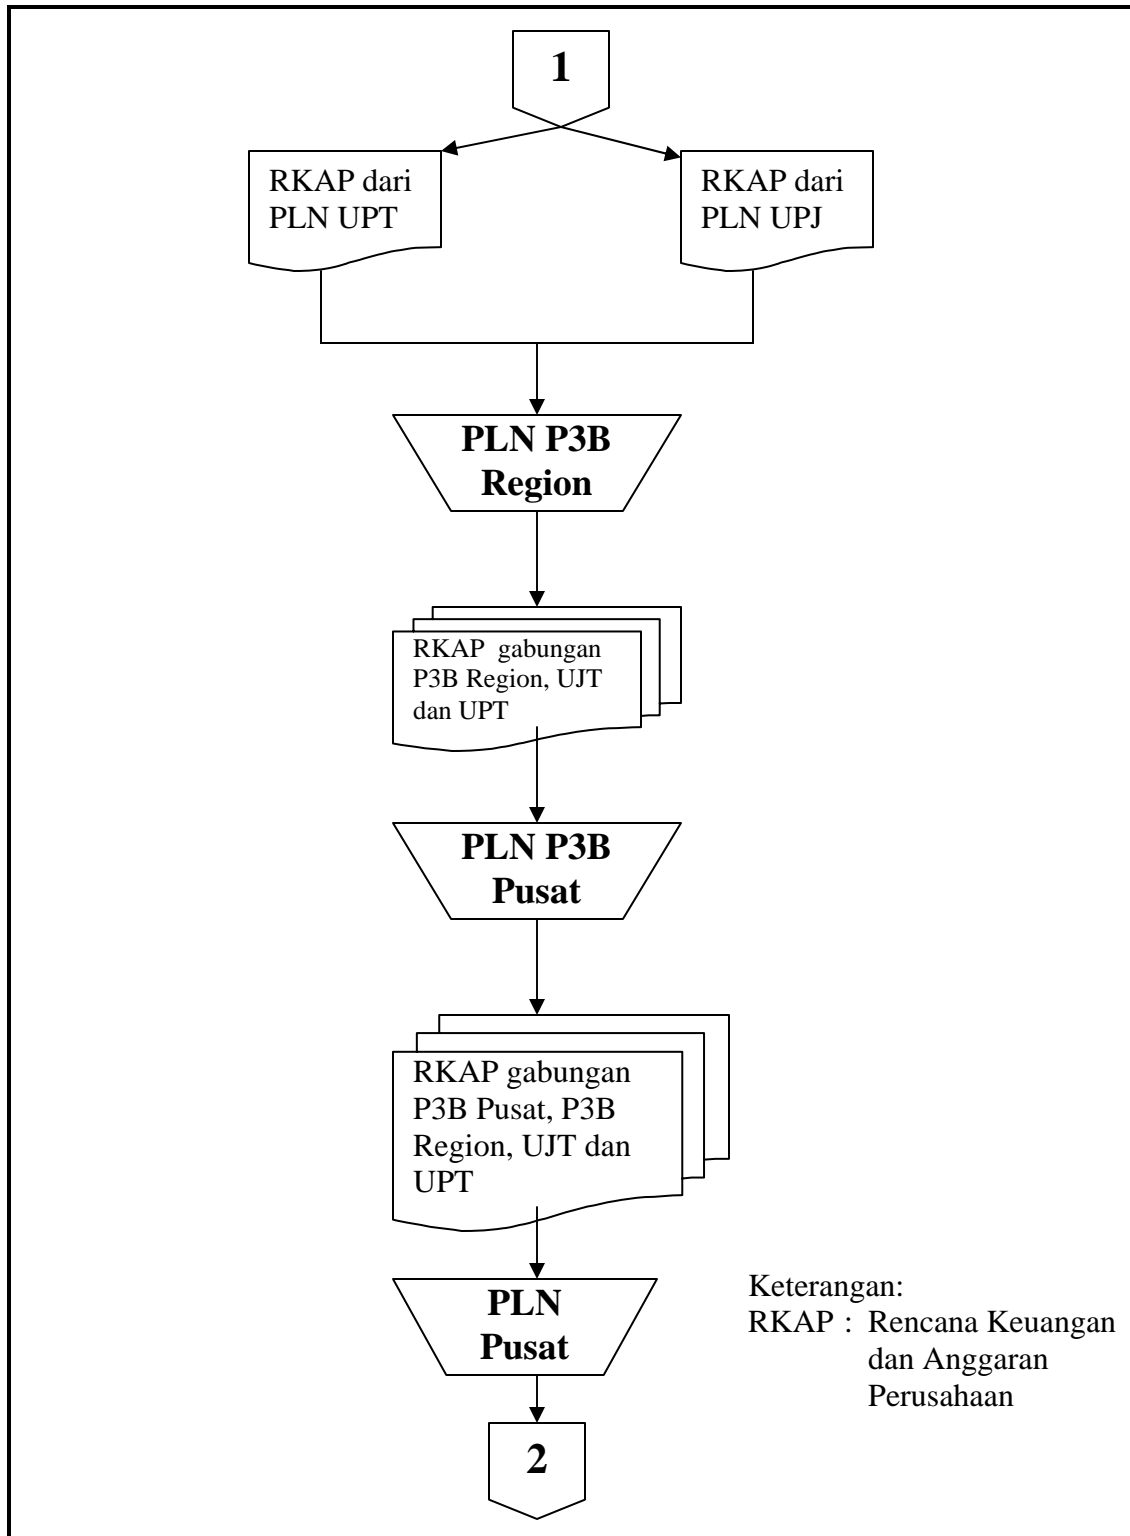 1
RKAP dari
PLN UPT
RKAP dari
PLN UPJ
PLN P3B
Region
RKAP  gabungan
P3B Region, UJT
dan UPT
PLN P3B
Pusat
RKAP gabungan
P3B Pusat, P3B
Region, UJT dan
UPT
PLN
Pusat
Keterangan:
RKAP : Rencana Keuangan
dan Anggaran
Perusahaan
2